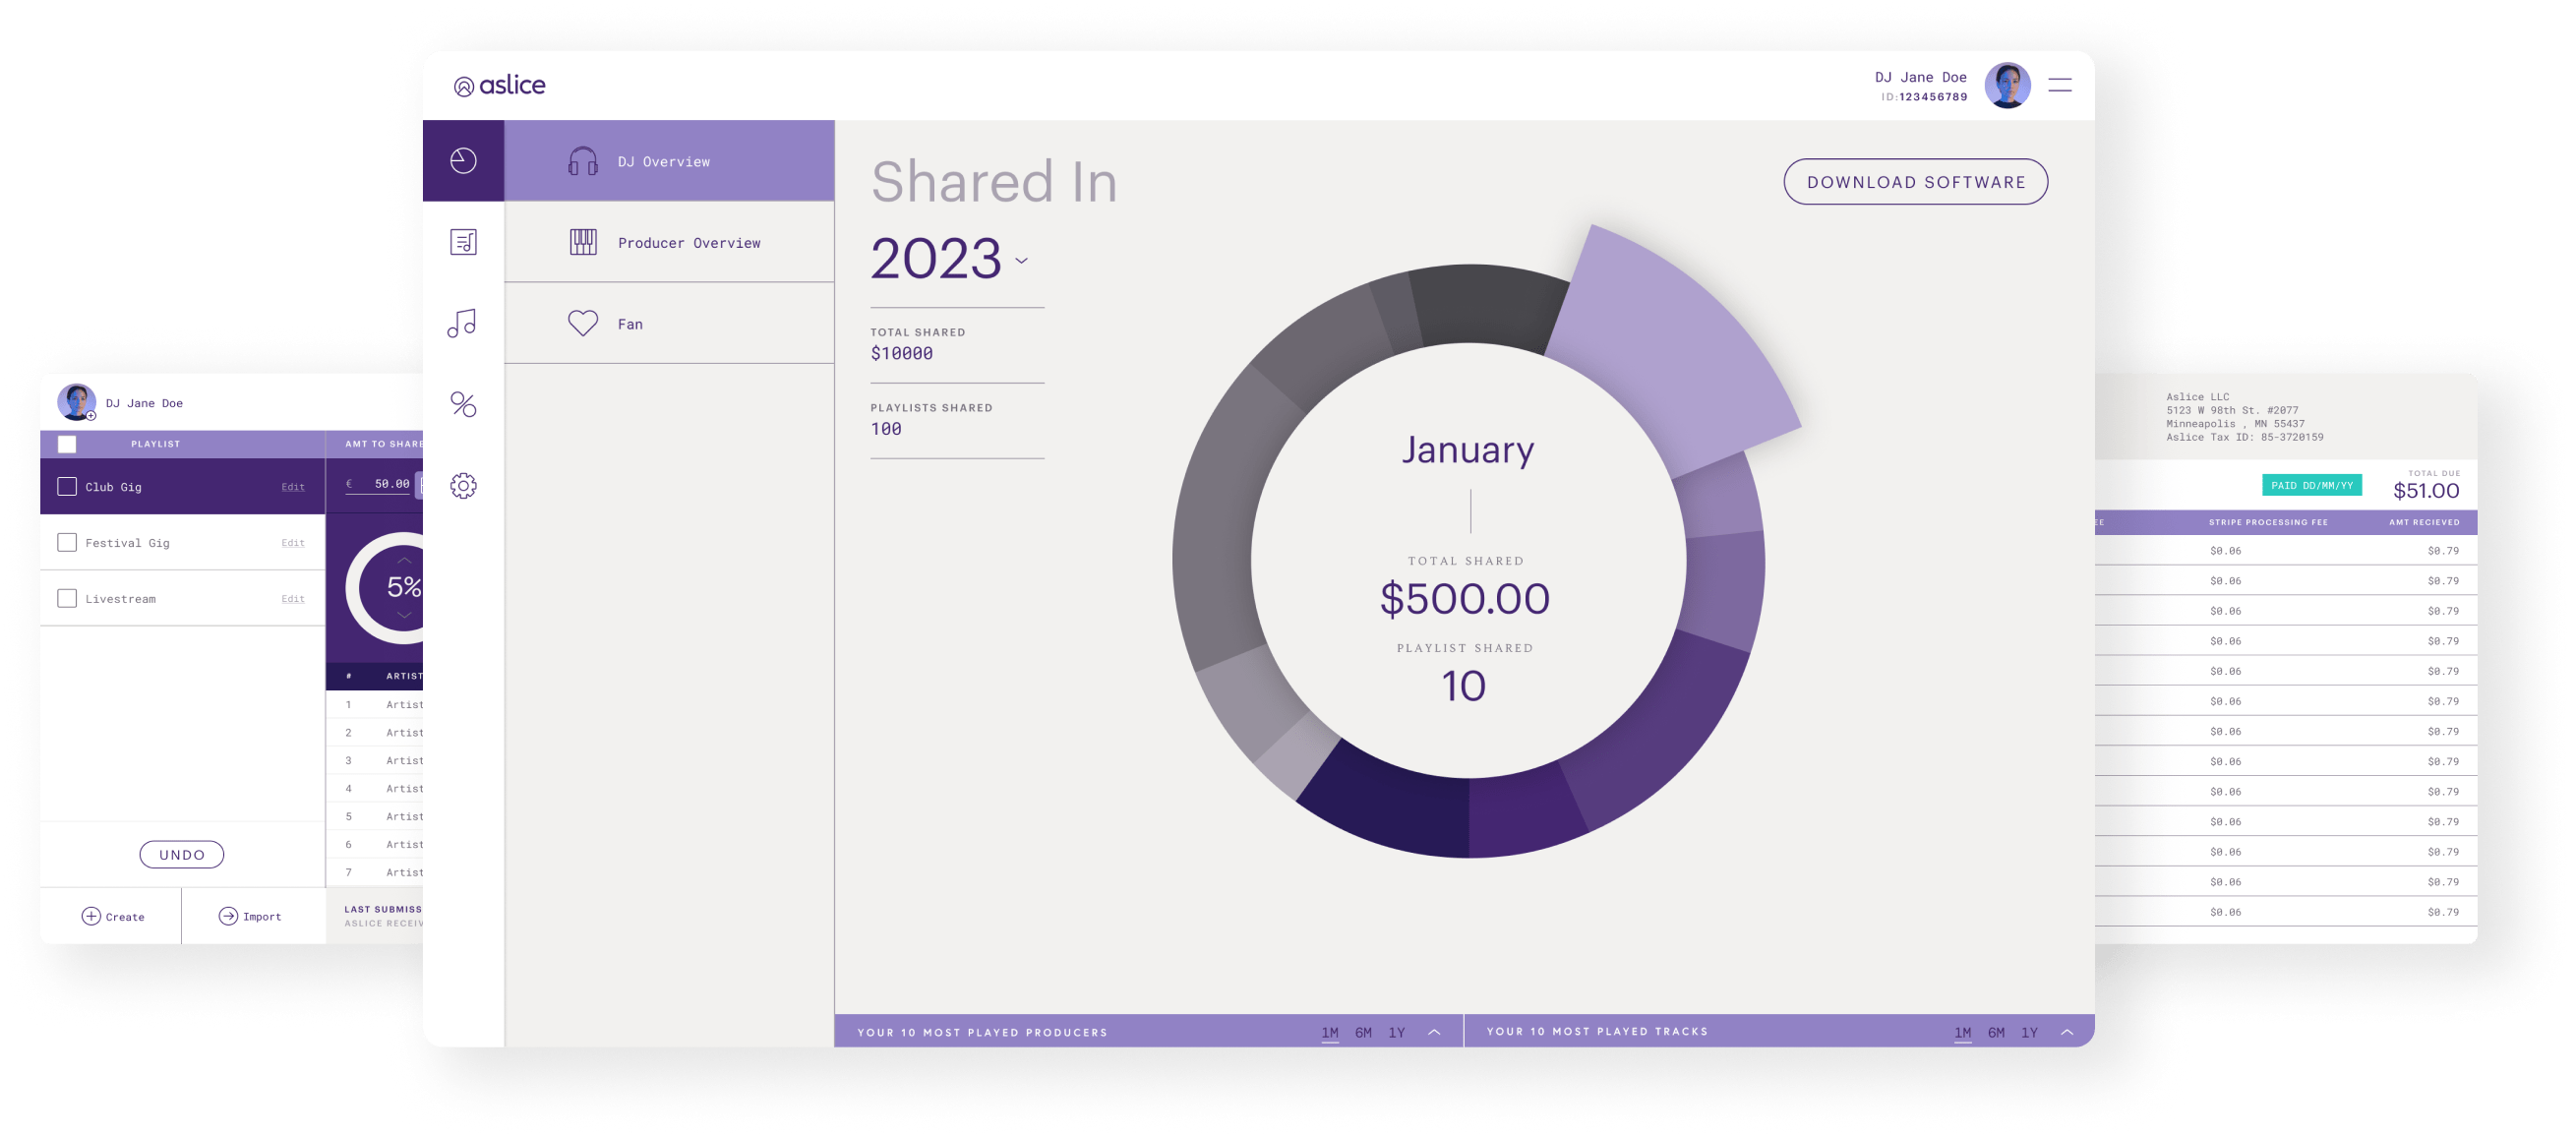 aslice
DJ Jane Doe
ID:123456789
DJ Overview
Producer Overview
Fan
Shared In
2023
DOWNLOAD SOFTWARE
TOTAL SHARED
$10000
PLAYLISTS SHARED
100
January
TOTAL SHARED
$500.00
PLAYLIST SHARED
10
YOUR 10 MOST PLAYED PRODUCERS
1M 6M 1Y
YOUR 10 MOST PLAYED TRACKS
1M 6M 1Y
DJ Jane Doe
PLAYLIST
AMT TO SHARE
Club Gig Edit
€ 50.00
Festival Gig Edit
Livestream Edit
5%
# ARTIST
1 Artist
2 Artist
3 Artist
4 Artist
5 Artist
6 Artist
7 Artist
UNDO
Create
Import
LAST SUBMISS
ASLICE RECEIV
Aslice LLC
5123 W 98th St. #2077
Minneapolis , MN 55437
Aslice Tax ID: 85-3720159
PAID DD/MM/YY
TOTAL DUE
$51.00
EE STRIPE PROCESSING FEE AMT RECIEVED
$0.06 $0.79
$0.06 $0.79
$0.06 $0.79
$0.06 $0.79
$0.06 $0.79
$0.06 $0.79
$0.06 $0.79
$0.06 $0.79
$0.06 $0.79
$0.06 $0.79
$0.06 $0.79
$0.06 $0.79
$0.06 $0.79